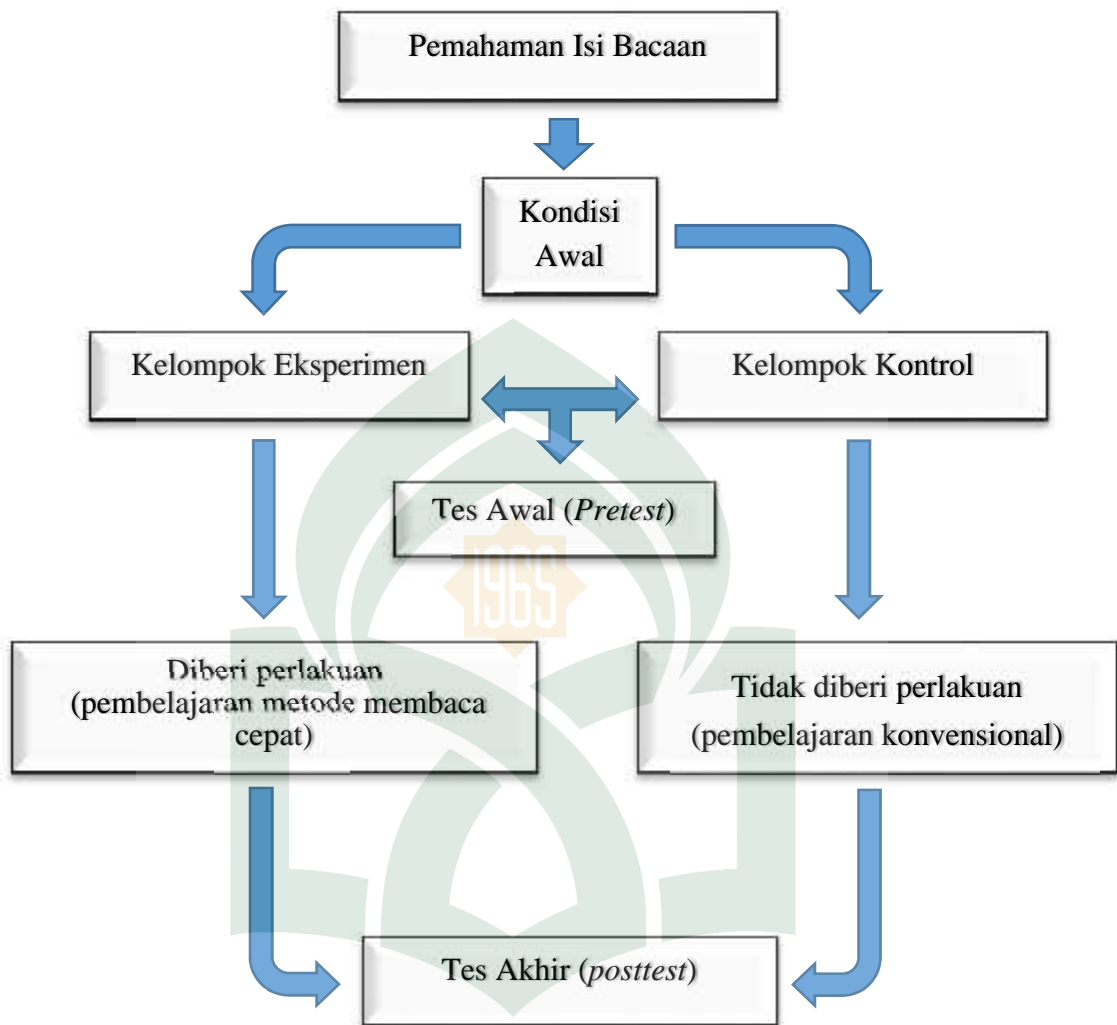 Pemahaman Isi Bacaan
Kondisi
Awal
Kelompok Eksperimen
Kelompok Kontrol
Tes Awal (Pretest)
1965
Diberi perlakuan
(pembelajaran metode membaca
cepat)
Tidak diberi perlakuan
(pembelajaran konvensional)
Tes Akhir (posttest)